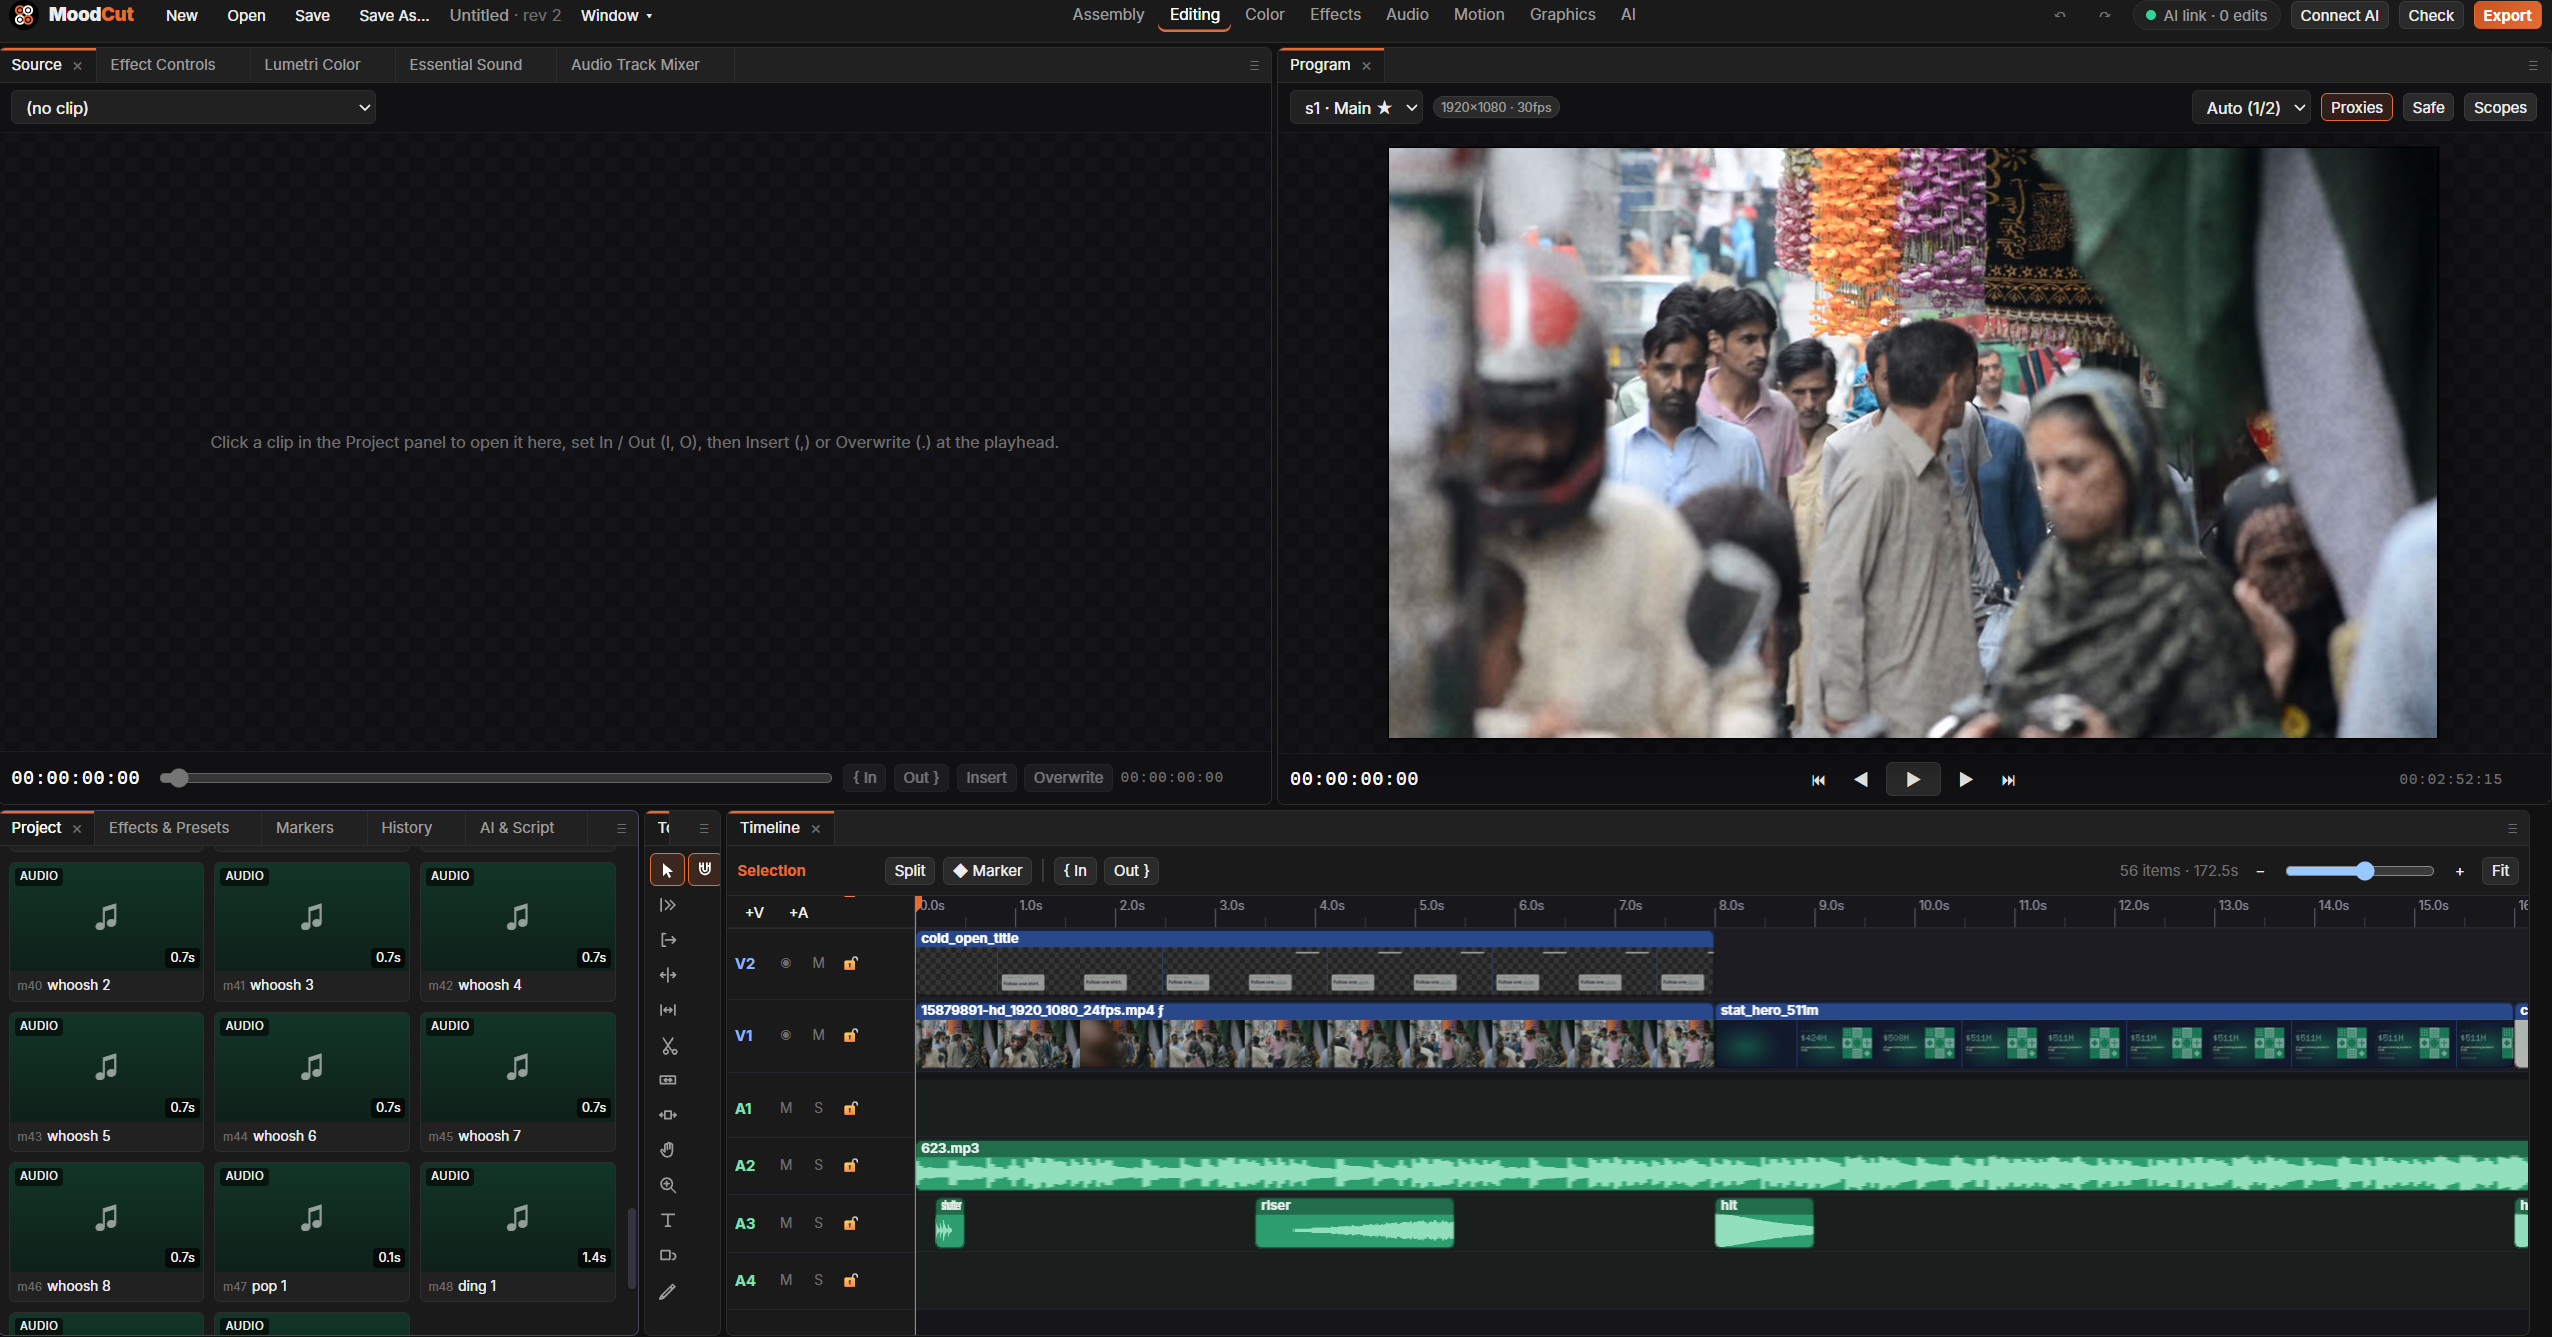 MoodCut New Open Save Save As... Untitled · rev 2 Window
Assembly Editing Color Effects Audio Motion Graphics AI
AI link · 0 edits Connect AI Check Export
Source Effect Controls Lumetri Color Essential Sound Audio Track Mixer
(no clip)
Click a clip in the Project panel to open it here, set In / Out (I, O), then Insert (,) or Overwrite (.) at the playhead.
00:00:00:00 { In Out } Insert Overwrite 00:00:00:00
Program
s1 · Main ★ 1920×1080 · 30fps Auto (1/2) Proxies Safe Scopes
00:00:00:00 00:02:52:15
Project Effects & Presets Markers History AI & Script
AUDIO AUDIO AUDIO
0.7s 0.7s 0.7s
m40 whoosh 2 m41 whoosh 3 m42 whoosh 4
AUDIO AUDIO AUDIO
0.7s 0.7s 0.7s
m43 whoosh 5 m44 whoosh 6 m45 whoosh 7
AUDIO AUDIO AUDIO
0.7s 0.1s 1.4s
m46 whoosh 8 m47 pop 1 m48 ding 1
AUDIO AUDIO
Timeline
Selection Split Marker { In Out } 56 items · 172.5s − + Fit
+V +A 0.0s 1.0s 2.0s 3.0s 4.0s 5.0s 6.0s 7.0s 8.0s 9.0s 10.0s 11.0s 12.0s 13.0s 14.0s 15.0s
cold_open_title
V2 M
15879891-hd_1920_1080_24fps.mp4 ƒ stat_hero_511m
V1 M
$424M $508M $511M $511M $511M $511M $511M $511M $511M
A1 M S
623.mp3
A2 M S
shutter riser hit
A3 M S
A4 M S